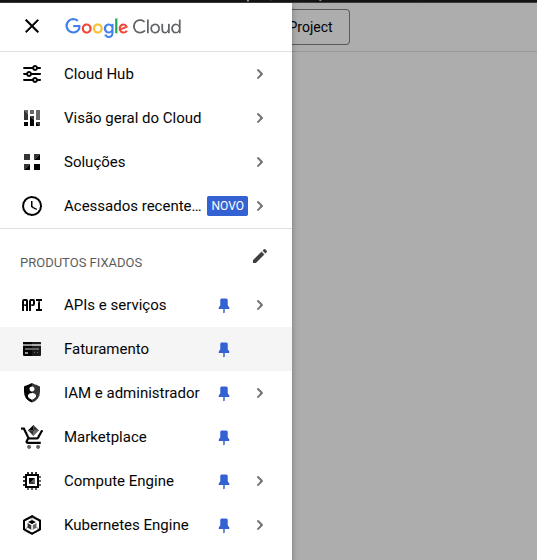 Google Cloud
Project
Cloud Hub
Visão geral do Cloud
Soluções
Acessados recente... NOVO
PRODUTOS FIXADOS
API APIs e serviços
Faturamento
IAM e administrador
Marketplace
Compute Engine
Kubernetes Engine